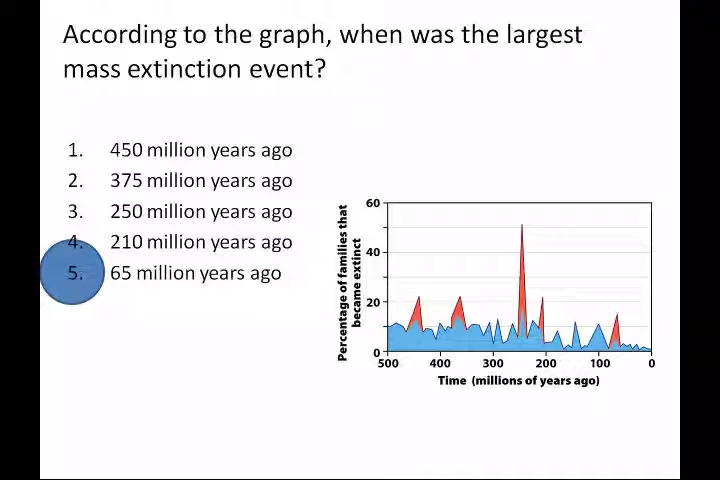 According to the graph, when was the largest
mass extinction event?
1. 450 million years ago
2. 375 million years ago
3. 250 million years ago
4. 210 million years ago
5. 65 million years ago
Percentage of families that
became extinct
60
40
20
0
500 400 300 200 100 0
Time (millions of years ago)